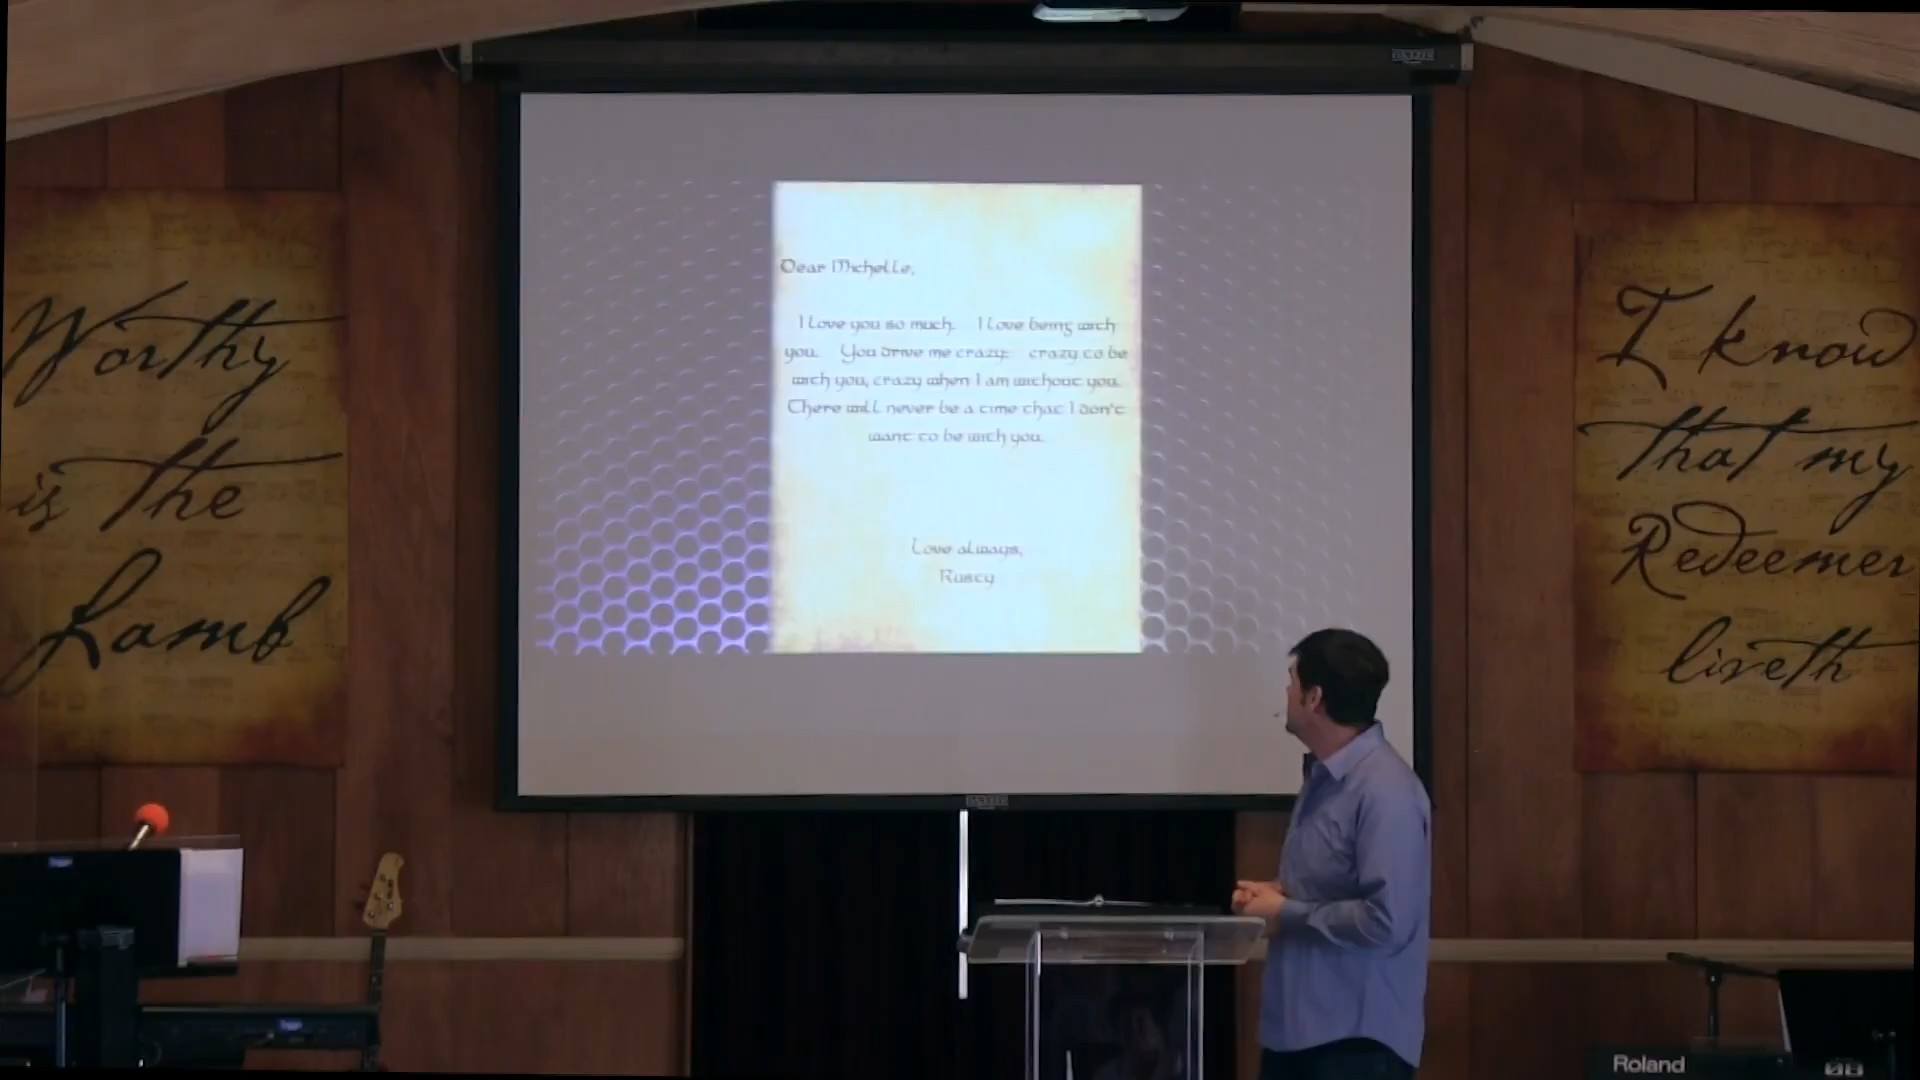 Worthy
is The
Lamb
Dear Michelle,
I love you so much. I love being with
you. You drive me crazy: crazy to be
with you, crazy when I am without you.
There will never be a time that I don't
want to be with you.
Love always,
Rusty
I know
that my
Redeemer
liveth
Roland